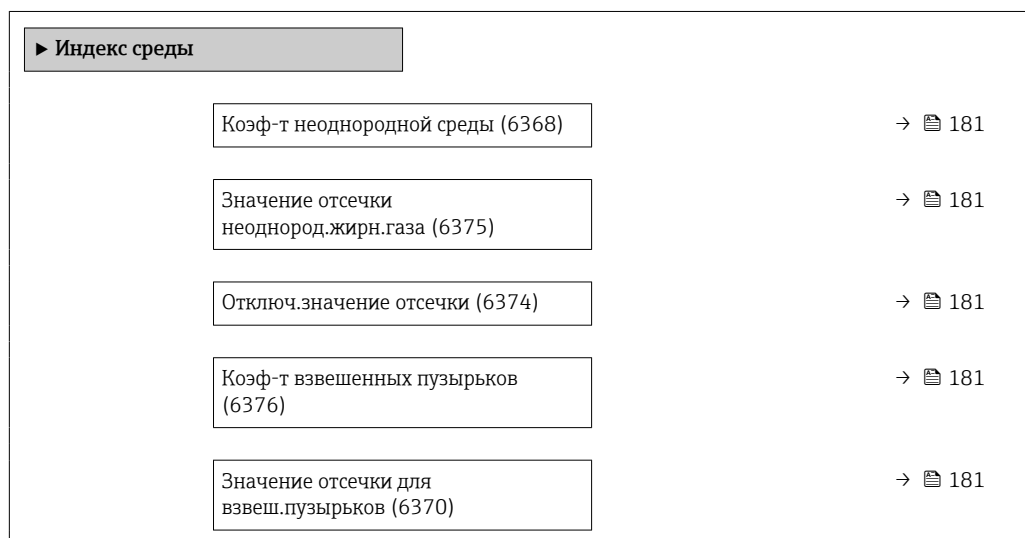 ▶ Индекс среды
Коэф-т неоднородной среды (6368) → 181
Значение отсечки → 181
неоднород.жирн.газа (6375)
Отключ.значение отсечки (6374) → 181
Коэф-т взвешенных пузырьков → 181
(6376)
Значение отсечки для → 181
взвеш.пузырьков (6370)